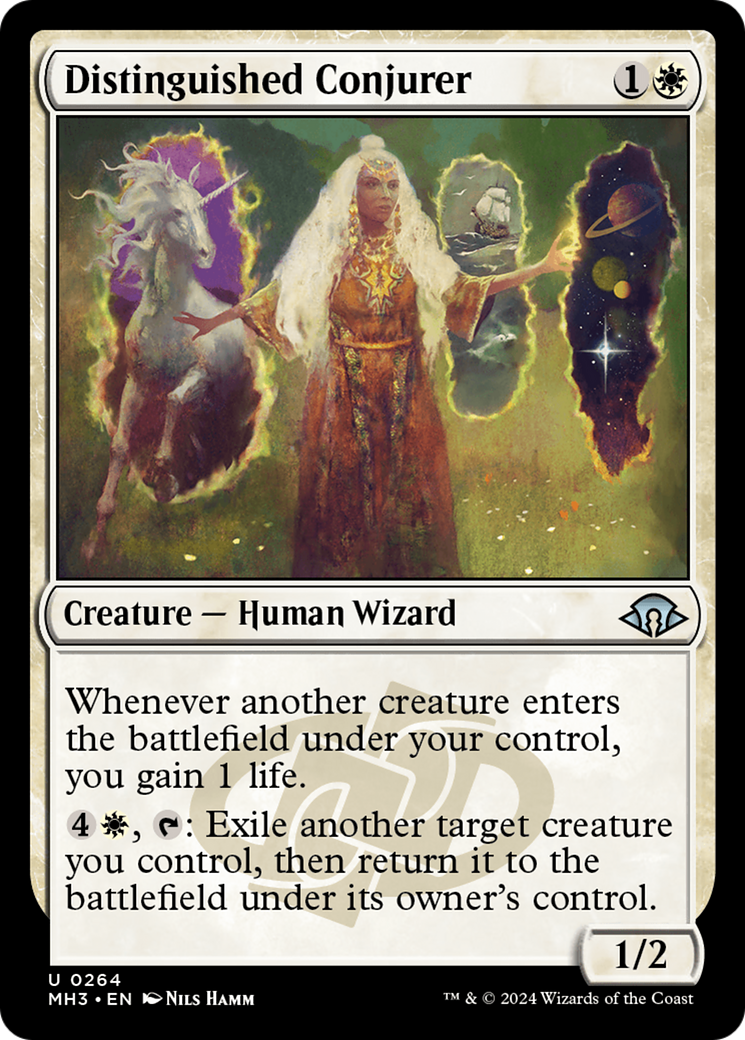 Distinguished Conjurer 1
Creature — Human Wizard
Whenever another creature enters
the battlefield under your control,
you gain 1 life.
4, : Exile another target creature
you control, then return it to the
battlefield under its owner's control.
1/2
U 0264
MH3 • EN Nils Hamm
™ & © 2024 Wizards of the Coast